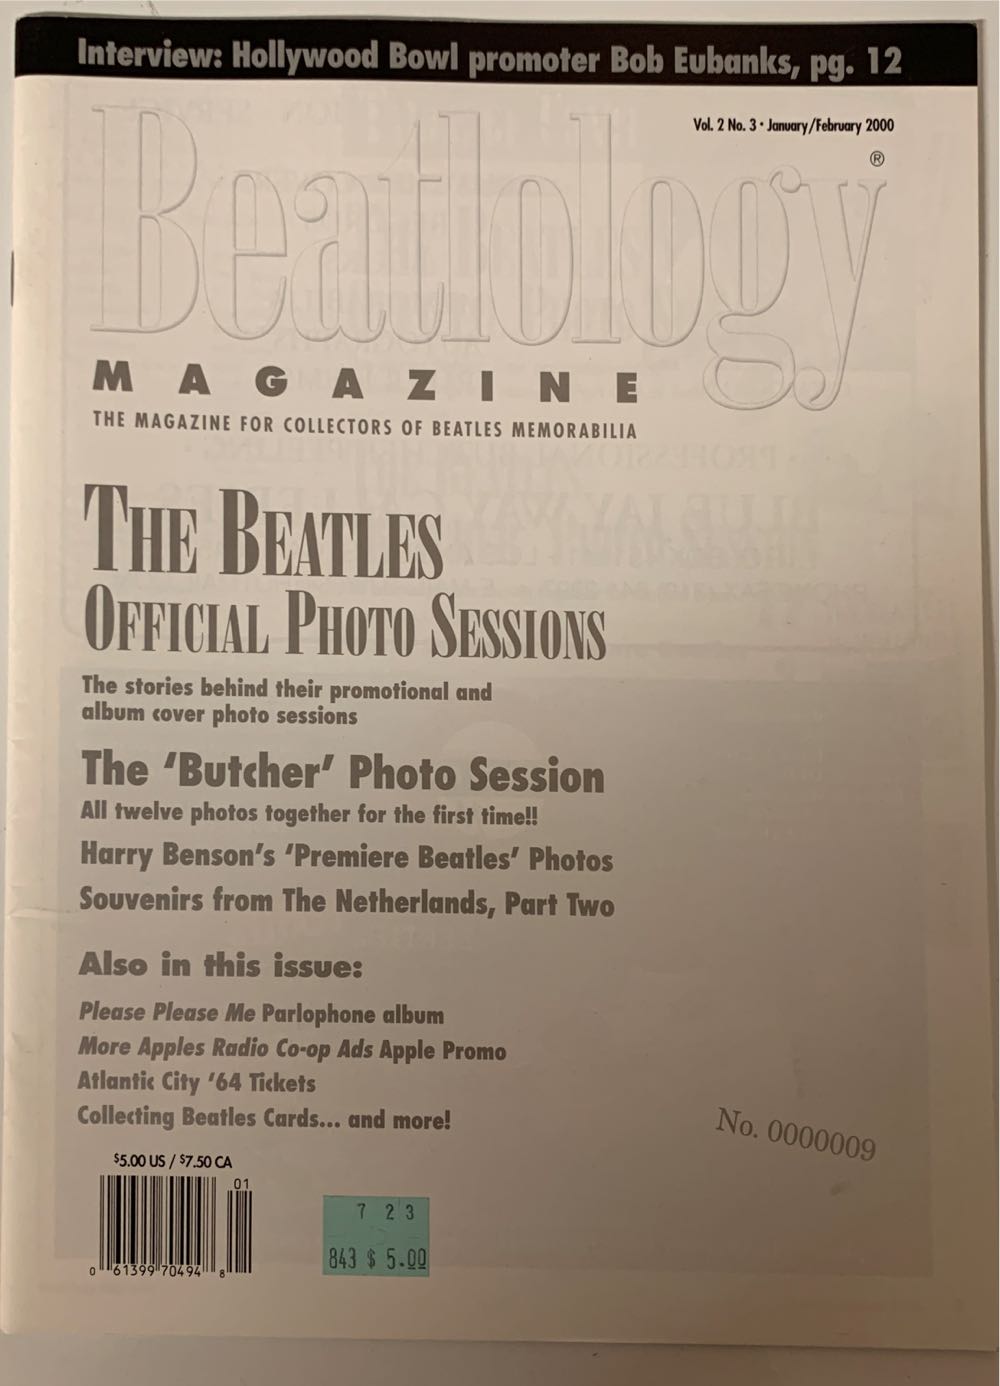 Interview: Hollywood Bowl promoter Bob Eubanks, pg. 12
Vol. 2 No. 3 • January/February 2000
Beatlology®
MAGAZINE
THE MAGAZINE FOR COLLECTORS OF BEATLES MEMORABILIA
THE BEATLES
OFFICIAL PHOTO SESSIONS
The stories behind their promotional and
album cover photo sessions
The ‘Butcher’ Photo Session
All twelve photos together for the first time!!
Harry Benson’s ‘Premiere Beatles’ Photos
Souvenirs from The Netherlands, Part Two
Also in this issue:
Please Please Me Parlophone album
More Apples Radio Co-op Ads Apple Promo
Atlantic City ’64 Tickets
Collecting Beatles Cards... and more!
No. 0000009
$5.00 US / $7.50 CA
01
0 61399 70494 8
7 2 3
843 $ 5.00